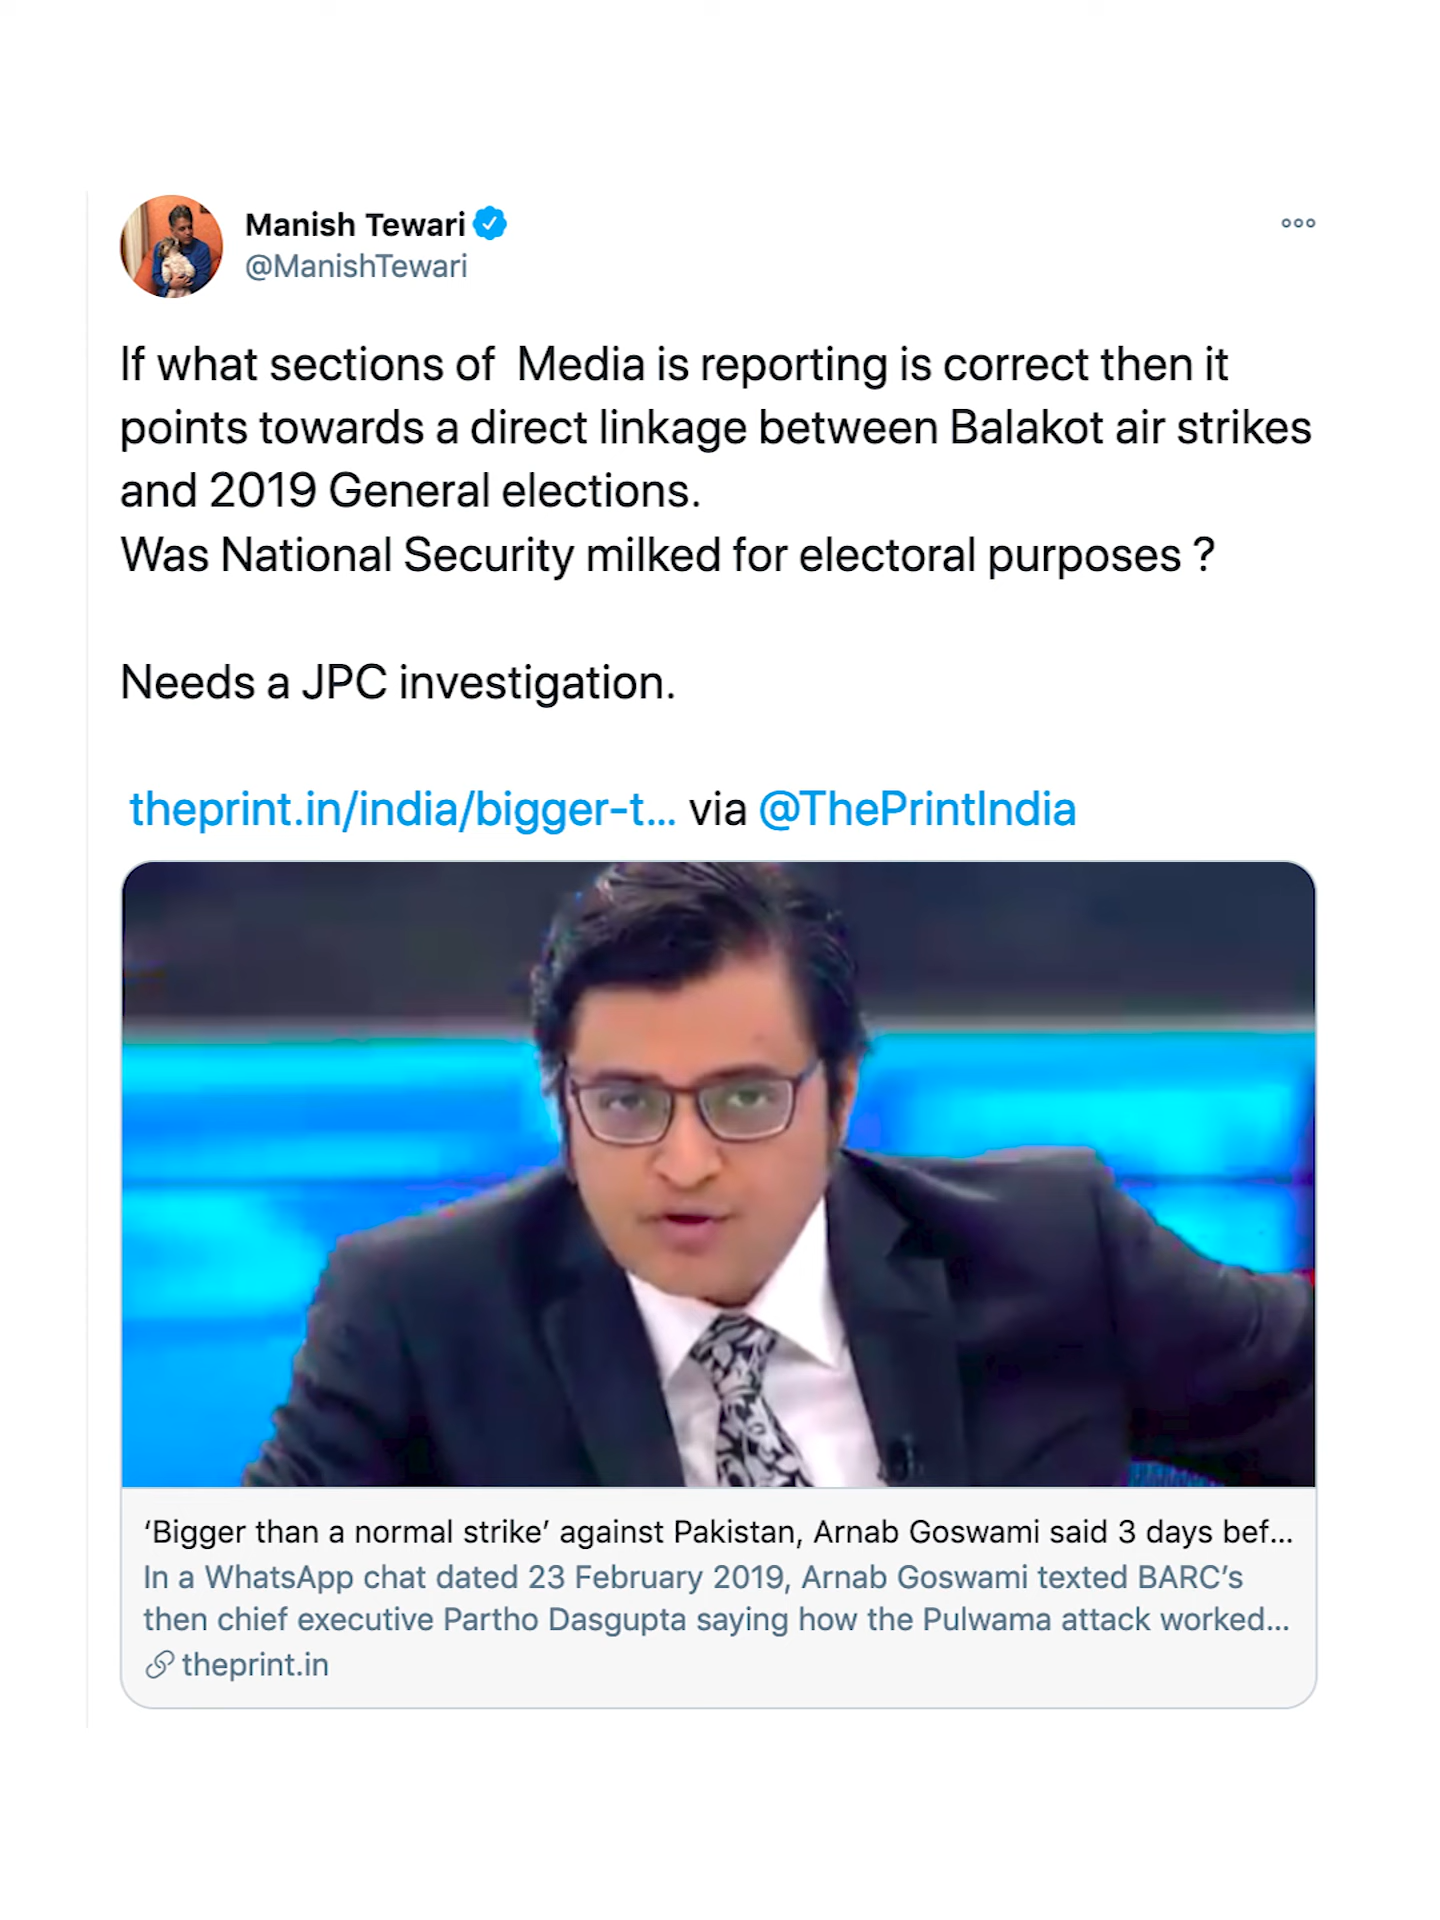 Manish Tewari
@ManishTewari
If what sections of  Media is reporting is correct then it
points towards a direct linkage between Balakot air strikes
and 2019 General elections.
Was National Security milked for electoral purposes ?
Needs a JPC investigation.
theprint.in/india/bigger-t... via @ThePrintIndia
‘Bigger than a normal strike’ against Pakistan, Arnab Goswami said 3 days bef...
In a WhatsApp chat dated 23 February 2019, Arnab Goswami texted BARC’s
then chief executive Partho Dasgupta saying how the Pulwama attack worked...
theprint.in